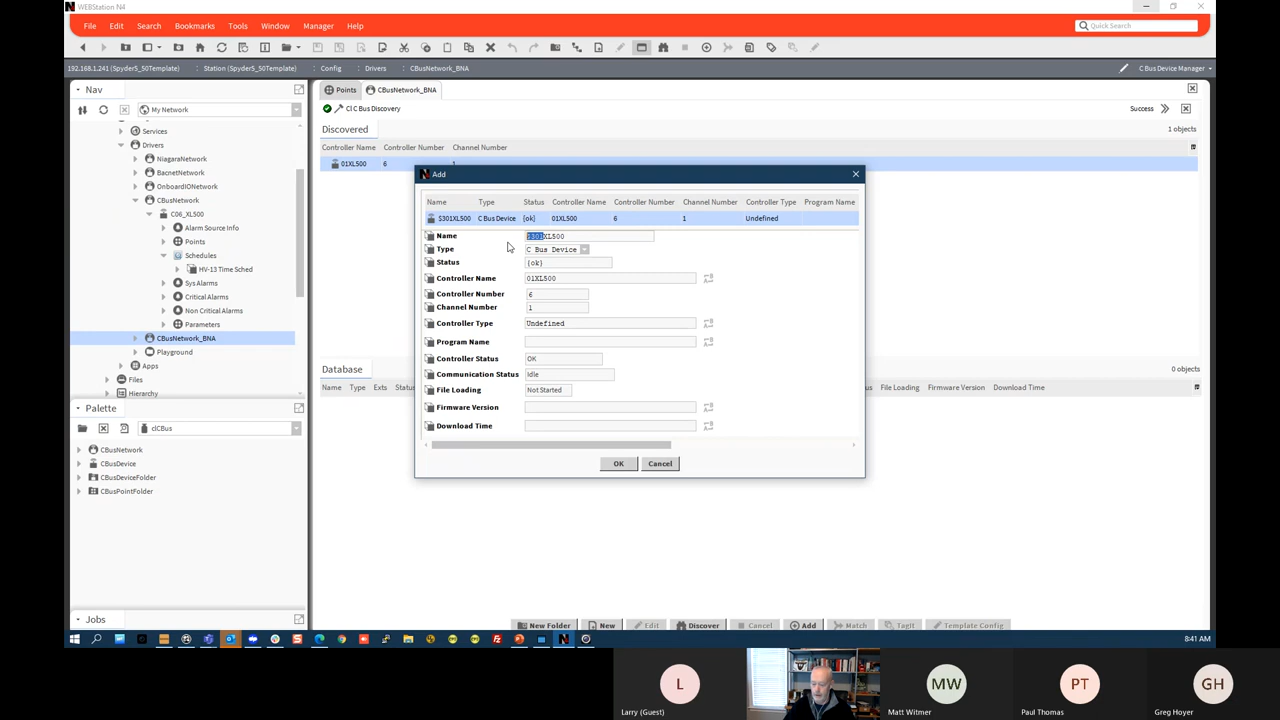 WEBStation N4
File Edit Search Bookmarks Tools Window Manager Help
Quick Search
192.168.1.241 (SpyderS_50Template) Station (SpyderS_50Template) Config Drivers CBusNetwork_BNA C Bus Device Manager
Nav
My Network
Services
Drivers
NiagaraNetwork
BacnetNetwork
OnboardIONetwork
CBusNetwork
C06_XL500
Alarm Source Info
Points
Schedules
HV-13 Time Sched
Sys Alarms
Critical Alarms
Non Critical Alarms
Parameters
CBusNetwork_BNA
Playground
Apps
Files
Hierarchy
Palette
clCBus
CBusNetwork
CBusDevice
CBusDeviceFolder
CBusPointFolder
Jobs
Points CBusNetwork_BNA
Cl C Bus Discovery Success
Discovered 1 objects
Controller Name Controller Number Channel Number
01XL500 6 1
Add
Name Type Status Controller Name Controller Number Channel Number Controller Type Program Name
$301XL500 C Bus Device {ok} 01XL500 6 1 Undefined
Name $301XL500
Type C Bus Device
Status {ok}
Controller Name 01XL500
Controller Number 6
Channel Number 1
Controller Type Undefined
Program Name
Controller Status OK
Communication Status Idle
File Loading Not Started
Firmware Version
Download Time
OK Cancel
Database 0 objects
Name Type Exts Status File Loading Firmware Version Download Time
New Folder New Edit Discover Cancel Add Match TagIt Template Config
8:41 AM
L MW PT GH
Larry (Guest) Matt Witmer Paul Thomas Greg Hoyer